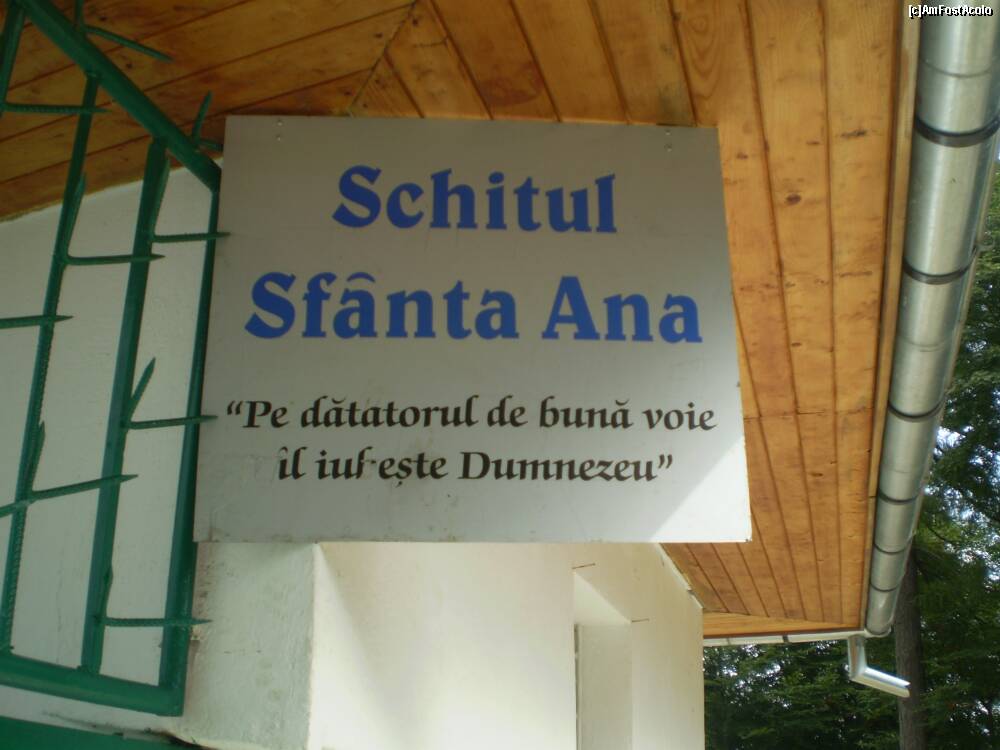 [c]AmFostAcolo
Schitul
Sfânta Ana
“Pe dătatorul de bună voie
îl iubește Dumnezeu”